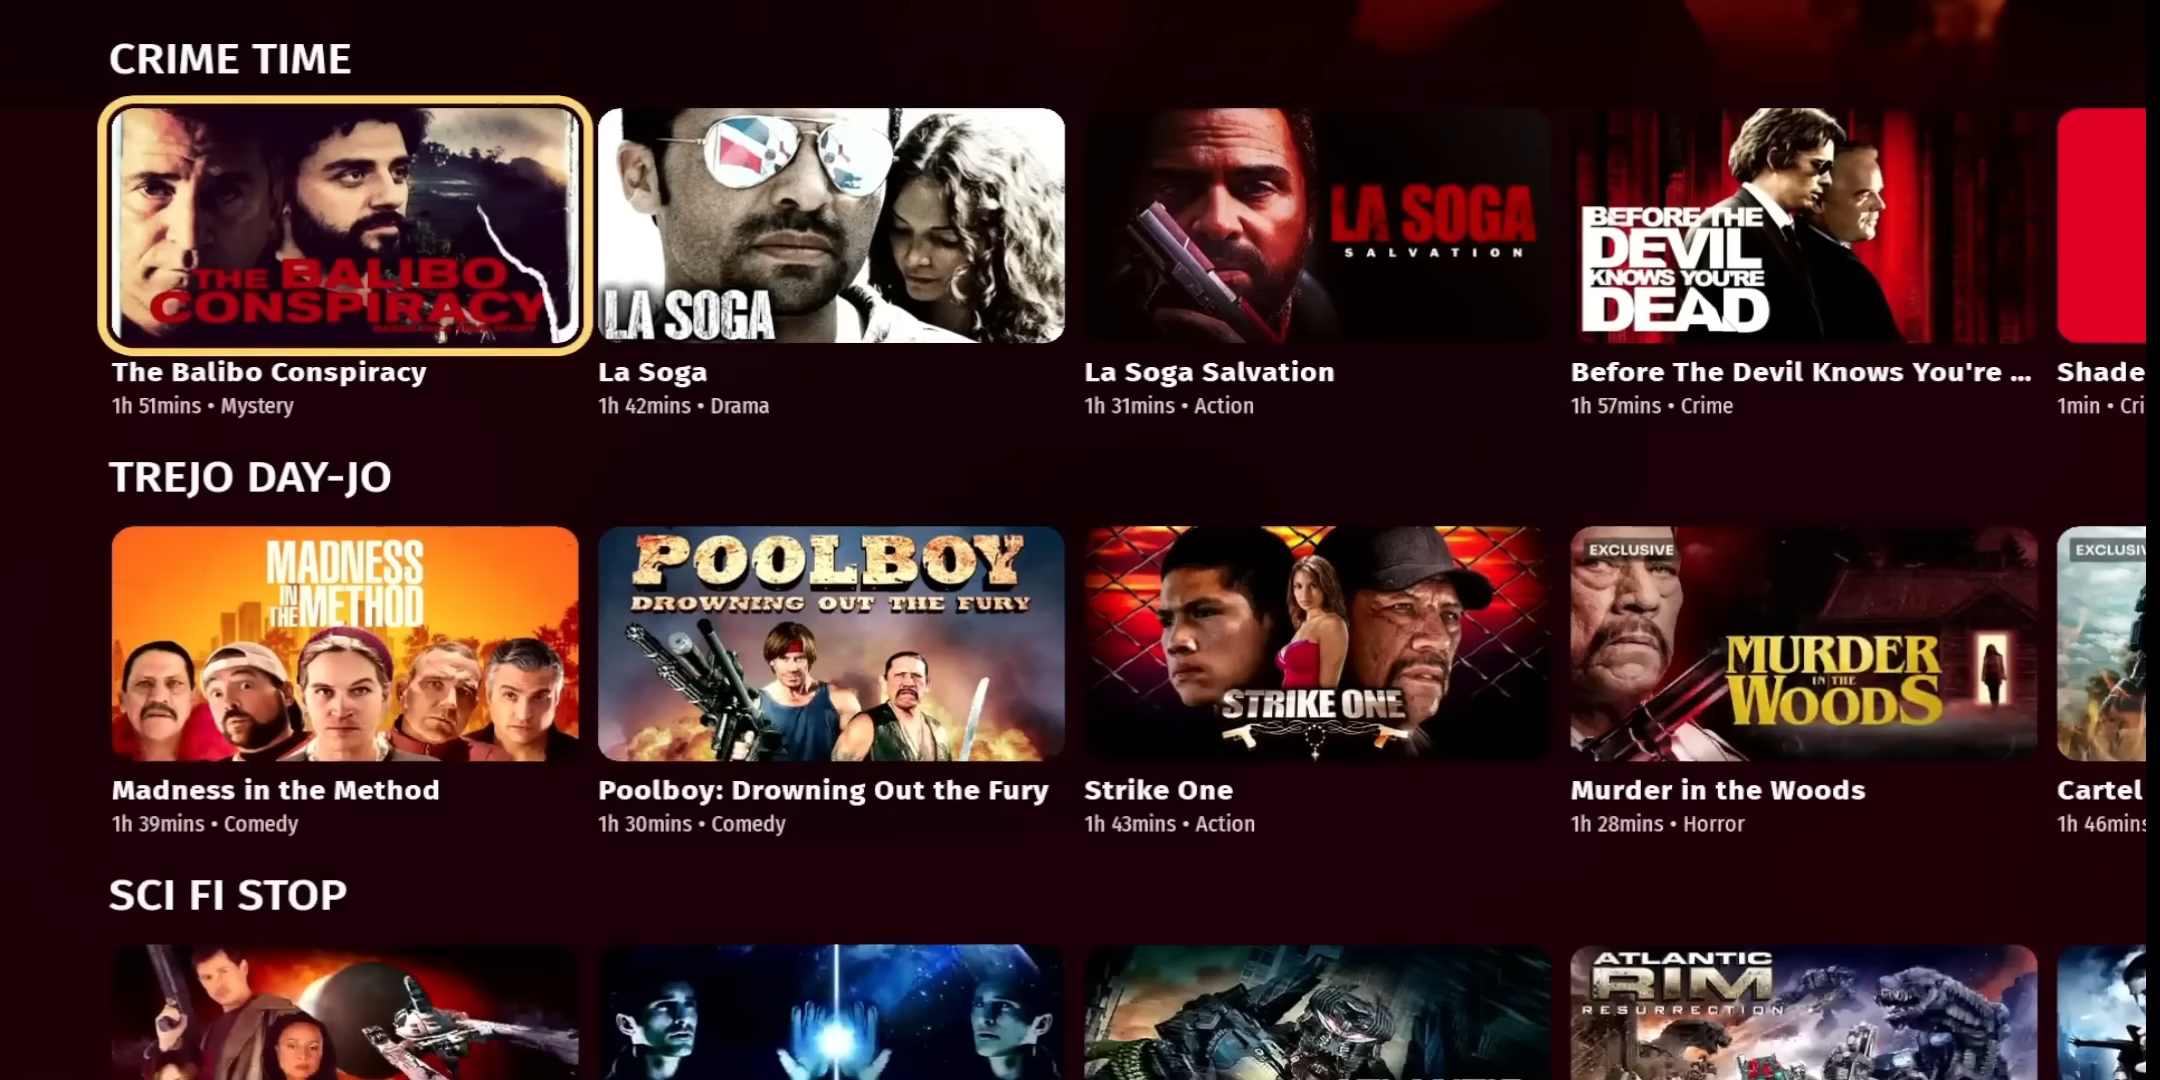 CRIME TIME
THE BALIBO
CONSPIRACY
LA SOGA
LA SOGA
SALVATION
BEFORE THE
DEVIL
KNOWS YOU'RE
DEAD
The Balibo Conspiracy
1h 51mins • Mystery
La Soga
1h 42mins • Drama
La Soga Salvation
1h 31mins • Action
Before The Devil Knows You're ...
1h 57mins • Crime
Shade
1min • Cri
TREJO DAY-JO
MADNESS
IN
THE METHOD
POOLBOY
DROWNING OUT THE FURY
STRIKE ONE
EXCLUSIVE
MURDER
IN THE
WOODS
EXCLUSIV
Madness in the Method
1h 39mins • Comedy
Poolboy: Drowning Out the Fury
1h 30mins • Comedy
Strike One
1h 43mins • Action
Murder in the Woods
1h 28mins • Horror
Cartel
1h 46mins
SCI FI STOP
ATLANTIC
RIM
RESURRECTION